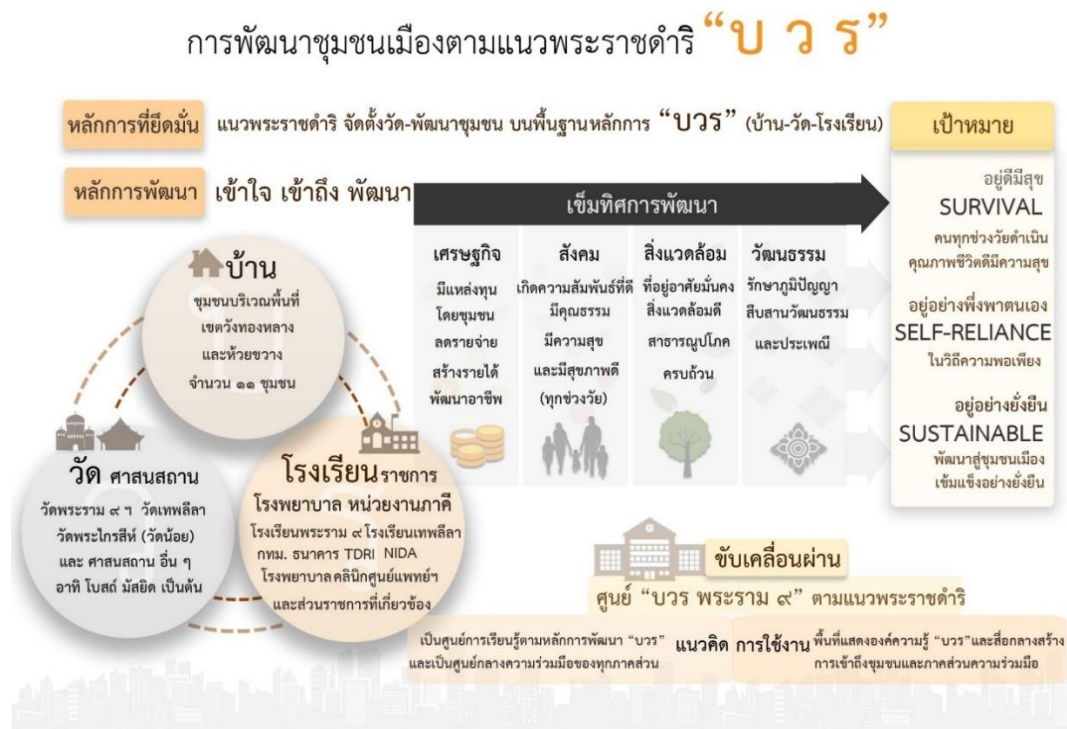 การพัฒนาชุมชนเมืองตามแนวพระราชดำริ “บ ว ร”
หลักการที่ยึดมั่น
แนวพระราชดำริ จัดตั้งวัด-พัฒนาชุมชน บนพื้นฐานหลักการ “บวร” (บ้าน-วัด-โรงเรียน)
หลักการพัฒนา
เข้าใจ เข้าถึง พัฒนา
บ้าน
ชุมชนบริเวณพื้นที่
เขตวังทองหลาง
และห้วยขวาง
จำนวน ๑๑ ชุมชน
วัด ศาสนสถาน
วัดพระราม ๙ ฯ วัดเทพลีลา
วัดพระไกรสีห์ (วัดน้อย)
และ ศาสนสถาน อื่น ๆ
อาทิ โบสถ์ มัสยิด เป็นต้น
โรงเรียน ราชการ
โรงพยาบาล หน่วยงานภาคี
โรงเรียนพระราม ๙ โรงเรียนเทพลีลา
กทม. ธนาคาร TDRI NIDA
โรงพยาบาล คลินิกศูนย์แพทย์ฯ
และส่วนราชการที่เกี่ยวข้อง
เข็มทิศการพัฒนา
เศรษฐกิจ
มีแหล่งทุน
โดยชุมชน
ลดรายจ่าย
สร้างรายได้
พัฒนาอาชีพ
สังคม
เกิดความสัมพันธ์ที่ดี
มีคุณธรรม
มีความสุข
และมีสุขภาพดี
(ทุกช่วงวัย)
สิ่งแวดล้อม
ที่อยู่อาศัยมั่นคง
สิ่งแวดล้อมดี
สาธารณูปโภค
ครบถ้วน
วัฒนธรรม
รักษาภูมิปัญญา
สืบสานวัฒนธรรม
และประเพณี
เป้าหมาย
อยู่ดีมีสุข
SURVIVAL
คนทุกช่วงวัยดำเนิน
คุณภาพชีวิตดีมีความสุข
อยู่อย่างพึ่งพาตนเอง
SELF-RELIANCE
ในวิถีความพอเพียง
อยู่อย่างยั่งยืน
SUSTAINABLE
พัฒนาสู่ชุมชนเมือง
เข้มแข็งอย่างยั่งยืน
ขับเคลื่อนผ่าน
ศูนย์ “บวร พระราม ๙” ตามแนวพระราชดำริ
เป็นศูนย์การเรียนรู้ตามหลักการพัฒนา “บวร”
และเป็นศูนย์กลางความร่วมมือของทุกภาคส่วน
แนวคิด
การใช้งาน
พื้นที่แสดงองค์ความรู้ “บวร”และสื่อกลางสร้าง
การเข้าถึงชุมชนและภาคส่วนความร่วมมือ